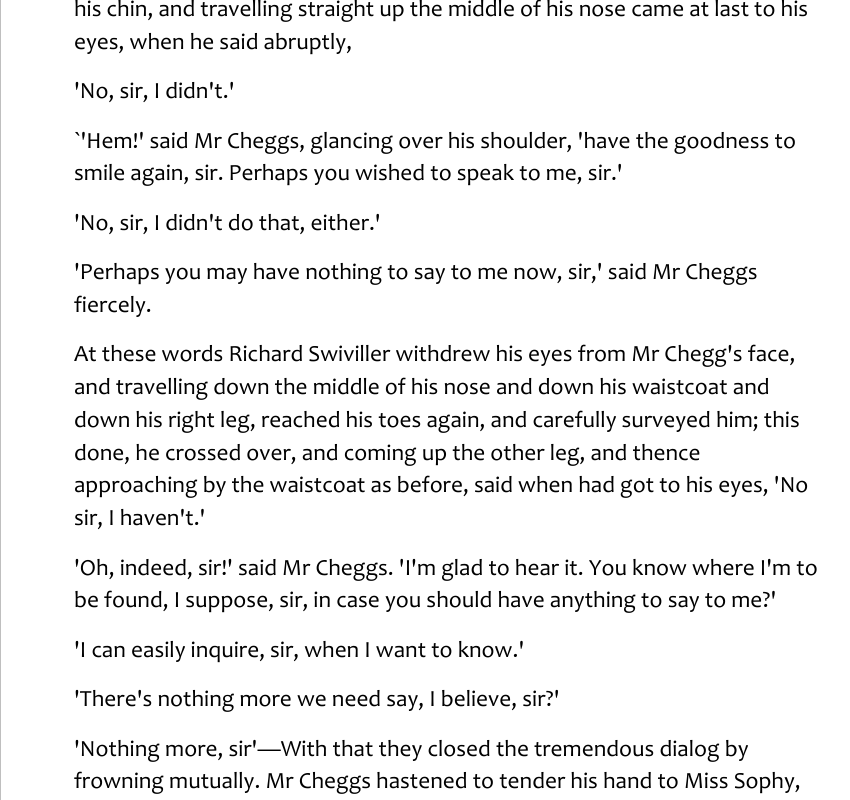 his chin, and travelling straight up the middle of his nose came at last to his
eyes, when he said abruptly,
'No, sir, I didn't.'
`'Hem!' said Mr Cheggs, glancing over his shoulder, 'have the goodness to
smile again, sir. Perhaps you wished to speak to me, sir.'
'No, sir, I didn't do that, either.'
'Perhaps you may have nothing to say to me now, sir,' said Mr Cheggs
fiercely.
At these words Richard Swiviller withdrew his eyes from Mr Chegg's face,
and travelling down the middle of his nose and down his waistcoat and
down his right leg, reached his toes again, and carefully surveyed him; this
done, he crossed over, and coming up the other leg, and thence
approaching by the waistcoat as before, said when had got to his eyes, 'No
sir, I haven't.'
'Oh, indeed, sir!' said Mr Cheggs. 'I'm glad to hear it. You know where I'm to
be found, I suppose, sir, in case you should have anything to say to me?'
'I can easily inquire, sir, when I want to know.'
'There's nothing more we need say, I believe, sir?'
'Nothing more, sir'—With that they closed the tremendous dialog by
frowning mutually. Mr Cheggs hastened to tender his hand to Miss Sophy,